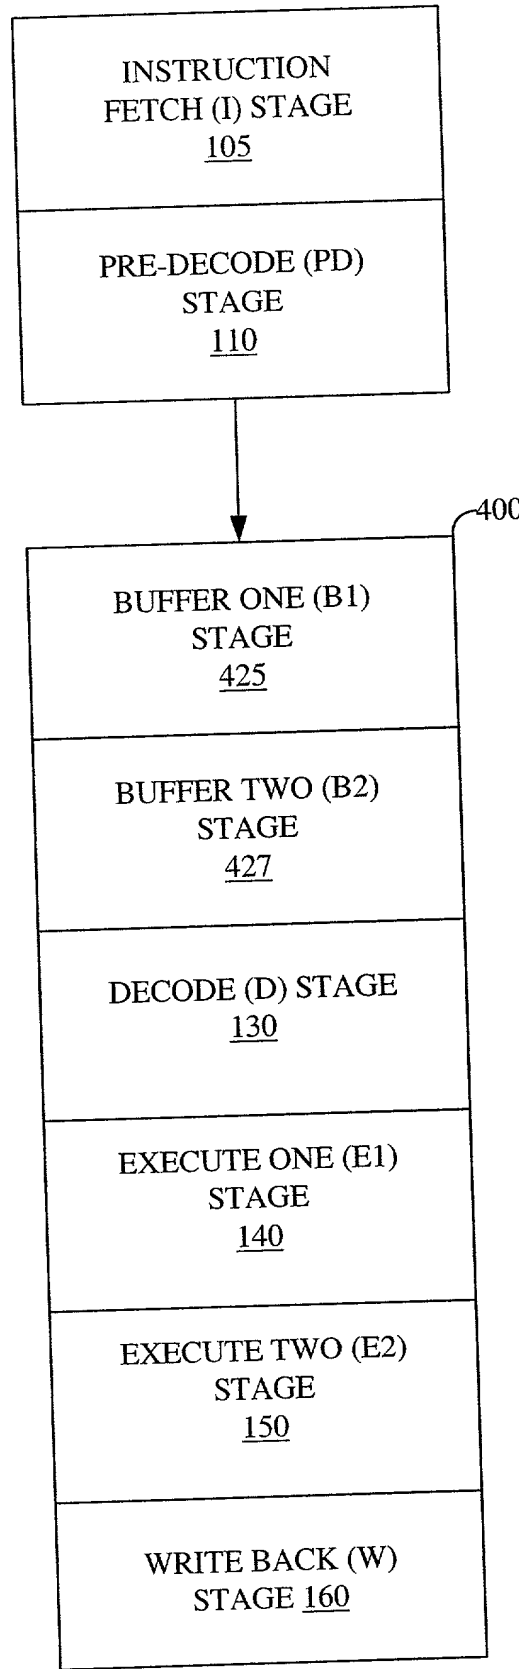 INSTRUCTION
FETCH (I) STAGE
105
PRE-DECODE (PD)
STAGE
110
400
BUFFER ONE (B1)
STAGE
425
BUFFER TWO (B2)
STAGE
427
DECODE (D) STAGE
130
EXECUTE ONE (E1)
STAGE
140
EXECUTE TWO (E2)
STAGE
150
WRITE BACK (W)
STAGE 160